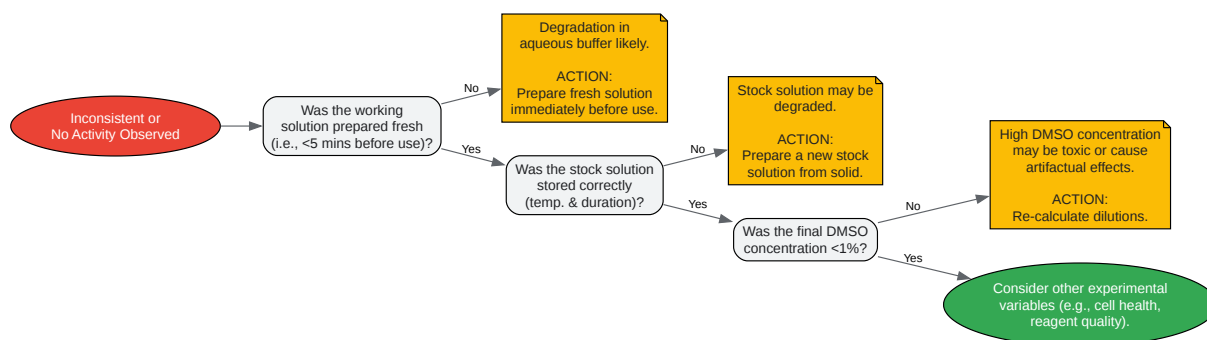 Inconsistent or
No Activity Observed
Was the working
solution prepared fresh
(i.e., <5 mins before use)?
No
Degradation in
aqueous buffer likely.
ACTION:
Prepare fresh solution
immediately before use.
Yes
Was the stock solution
stored correctly
(temp. & duration)?
No
Stock solution may be
degraded.
ACTION:
Prepare a new stock
solution from solid.
Yes
Was the final DMSO
concentration <1%?
No
High DMSO concentration
may be toxic or cause
artifactual effects.
ACTION:
Re-calculate dilutions.
Yes
Consider other experimental
variables (e.g., cell health,
reagent quality).